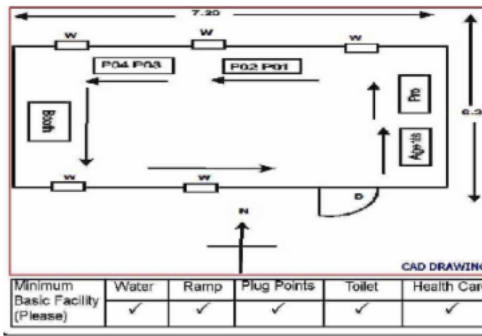 7.20
W W W
P04 P03 P02 P01
Booth Pro
Agents
W W D
N
CAD DRAWING
Minimum Basic Facility (Please) Water Ramp Plug Points Toilet Health Care
✓ ✓ ✓ ✓ ✓